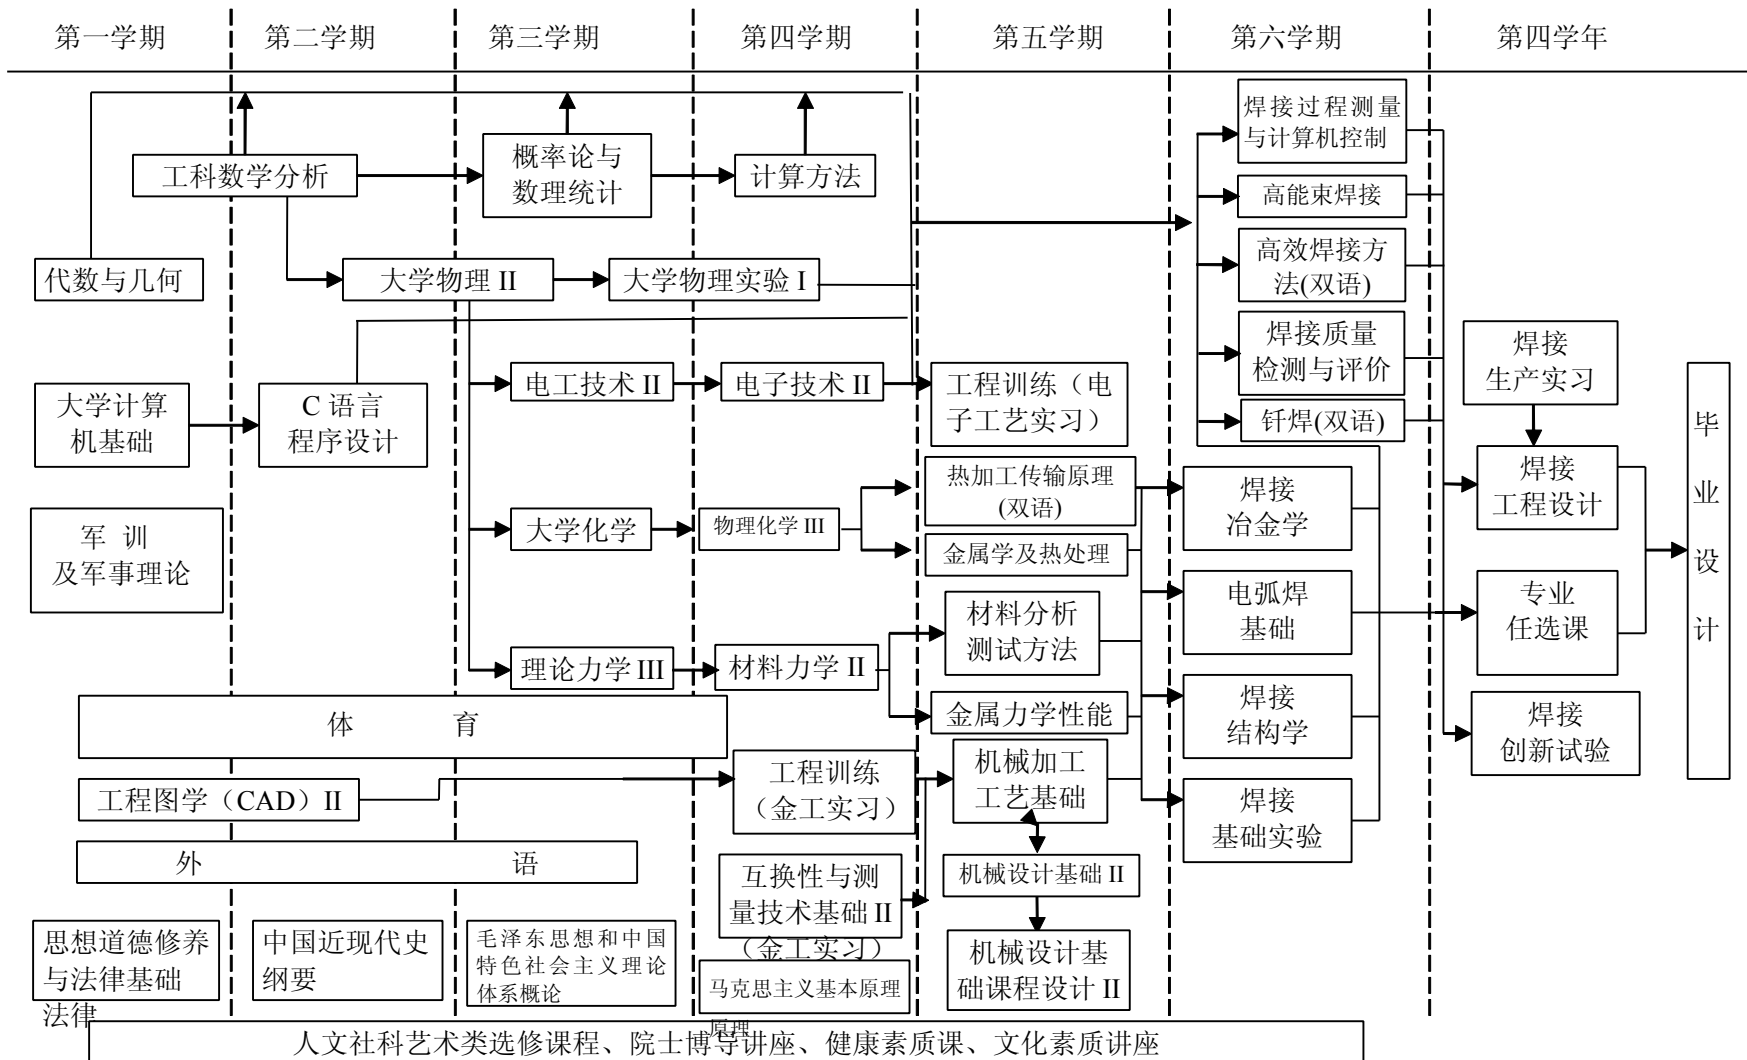 第一学期
第二学期
第三学期
第四学期
第五学期
第六学期
第四学年
工科数学分析
概率论与
数理统计
计算方法
焊接过程测量
与计算机控制
高能束焊接
代数与几何
大学物理 II
大学物理实验 I
高效焊接方
法(双语)
焊接质量
检测与评价
焊接
生产实习
大学计算
机基础
C 语言
程序设计
电工技术 II
电子技术 II
工程训练（电
子工艺实习）
钎焊(双语)
军 训
及军事理论
大学化学
物理化学 III
热加工传输原理
(双语)
金属学及热处理
焊接
冶金学
焊接
工程设计
毕
业
设
计
理论力学 III
材料力学 II
材料分析
测试方法
金属力学性能
电弧焊
基础
专业
任选课
体 育
焊接
结构学
焊接
创新试验
工程图学（CAD）II
工程训练
（金工实习）
机械加工
工艺基础
焊接
基础实验
外 语
互换性与测
量技术基础 II
（金工实习）
机械设计基础 II
机械设计基
础课程设计 II
思想道德修养
与法律基础
法律
中国近现代史
纲要
毛泽东思想和中国
特色社会主义理论
体系概论
马克思主义基本原理
原理
人文社科艺术类选修课程、院士博导讲座、健康素质课、文化素质讲座